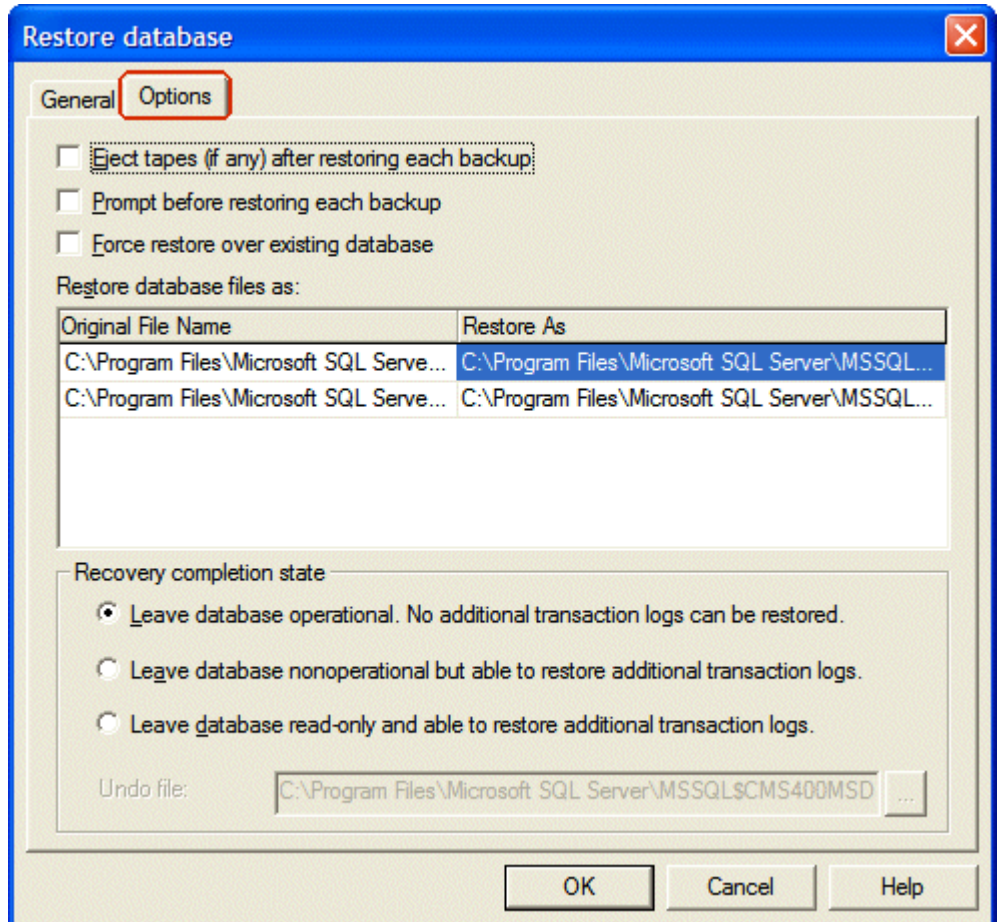 Restore database
General Options
Eject tapes (if any) after restoring each backup
Prompt before restoring each backup
Force restore over existing database
Restore database files as:
Original File Name Restore As
C:\Program Files\Microsoft SQL Serve... C:\Program Files\Microsoft SQL Server\MSSQL...
C:\Program Files\Microsoft SQL Serve... C:\Program Files\Microsoft SQL Server\MSSQL...
Recovery completion state
Leave database operational. No additional transaction logs can be restored.
Leave database nonoperational but able to restore additional transaction logs.
Leave database read-only and able to restore additional transaction logs.
Undo file: C:\Program Files\Microsoft SQL Server\MSSQL$CMS400MSD ...
OK Cancel Help